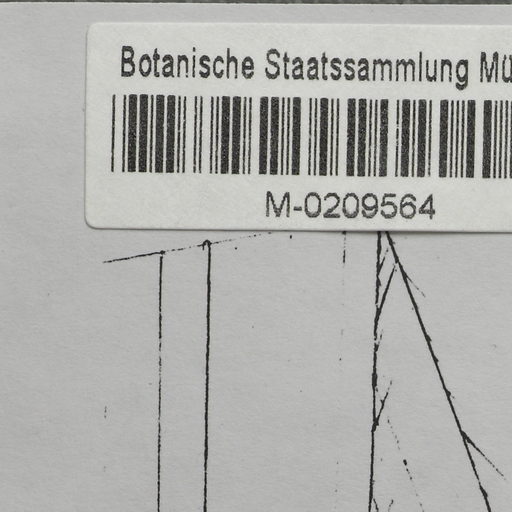 Botanische Staatssammlung Mü
M-0209564